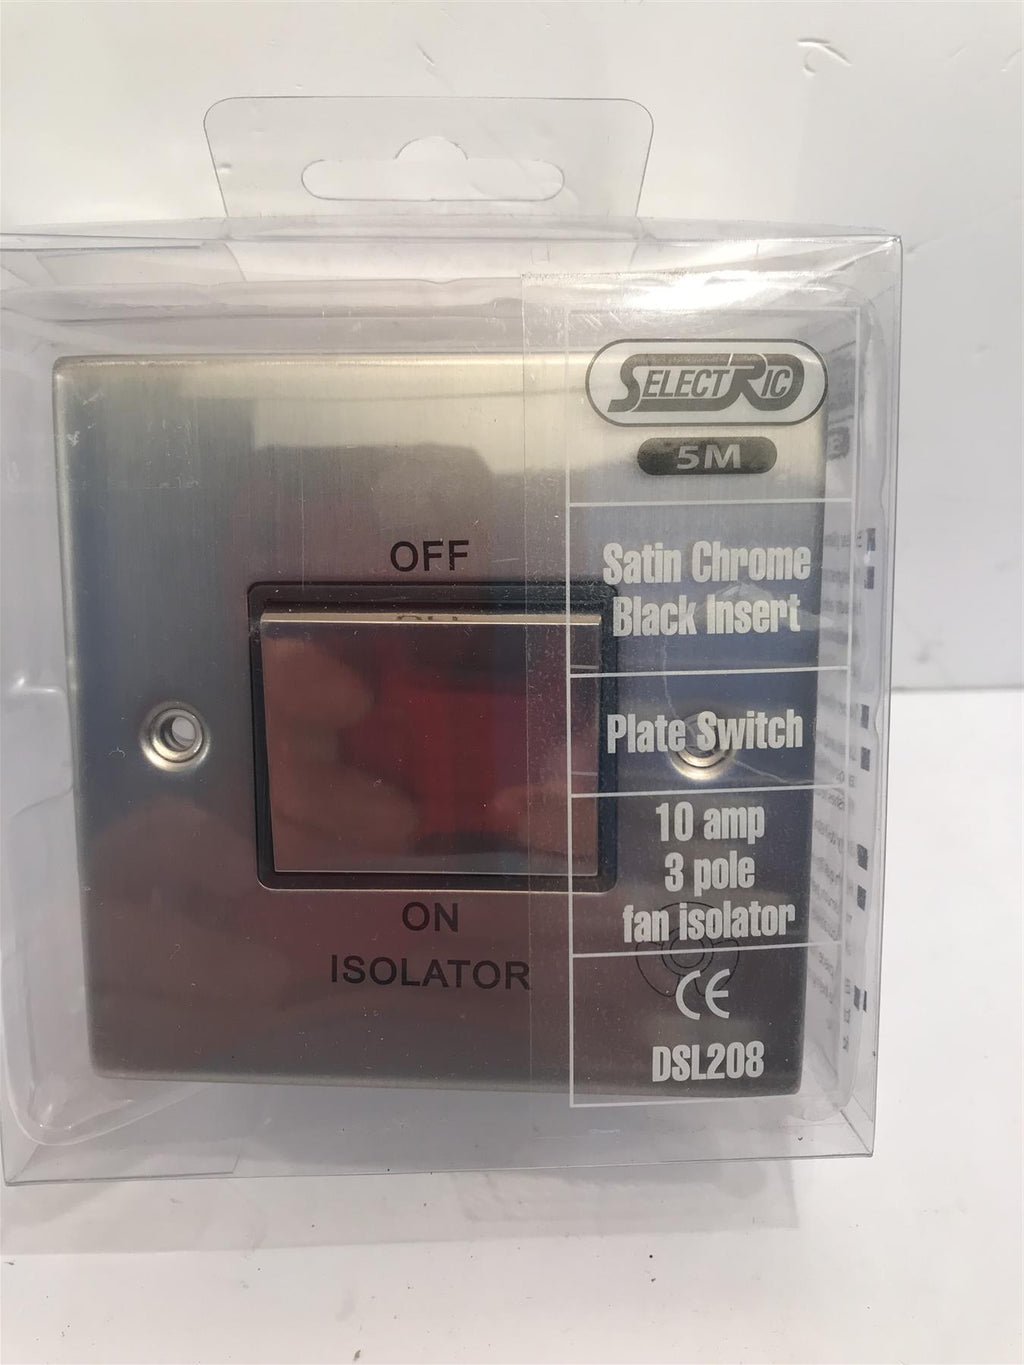 SELECTRIC
5M
Satin Chrome
Black Insert
Plate Switch
10 amp
3 pole
fan isolator
CE
DSL208
OFF
ON
ISOLATOR